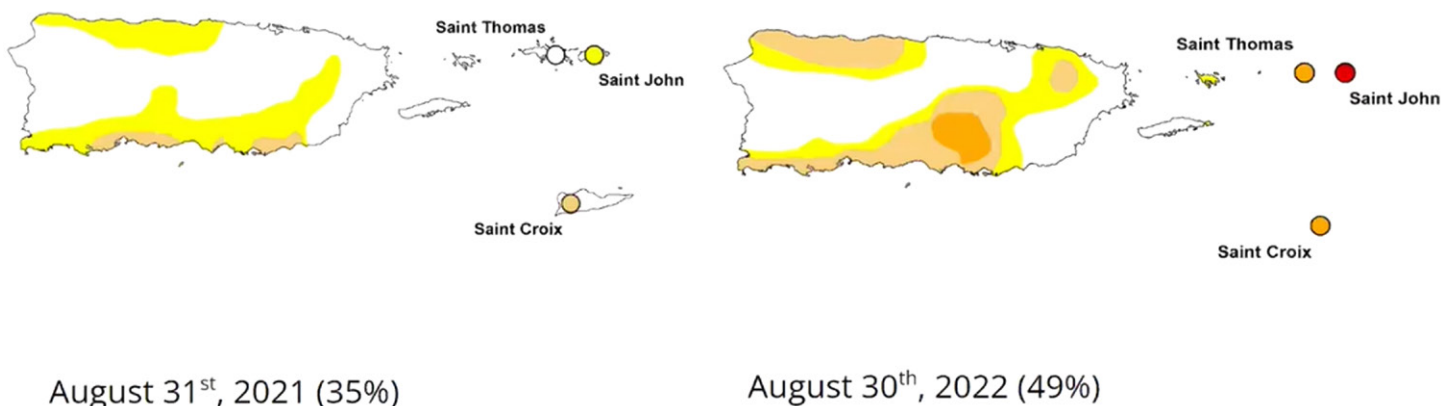 Saint Thomas
Saint John
Saint Croix
August 31st, 2021 (35%)
Saint Thomas
Saint John
Saint Croix
August 30th, 2022 (49%)